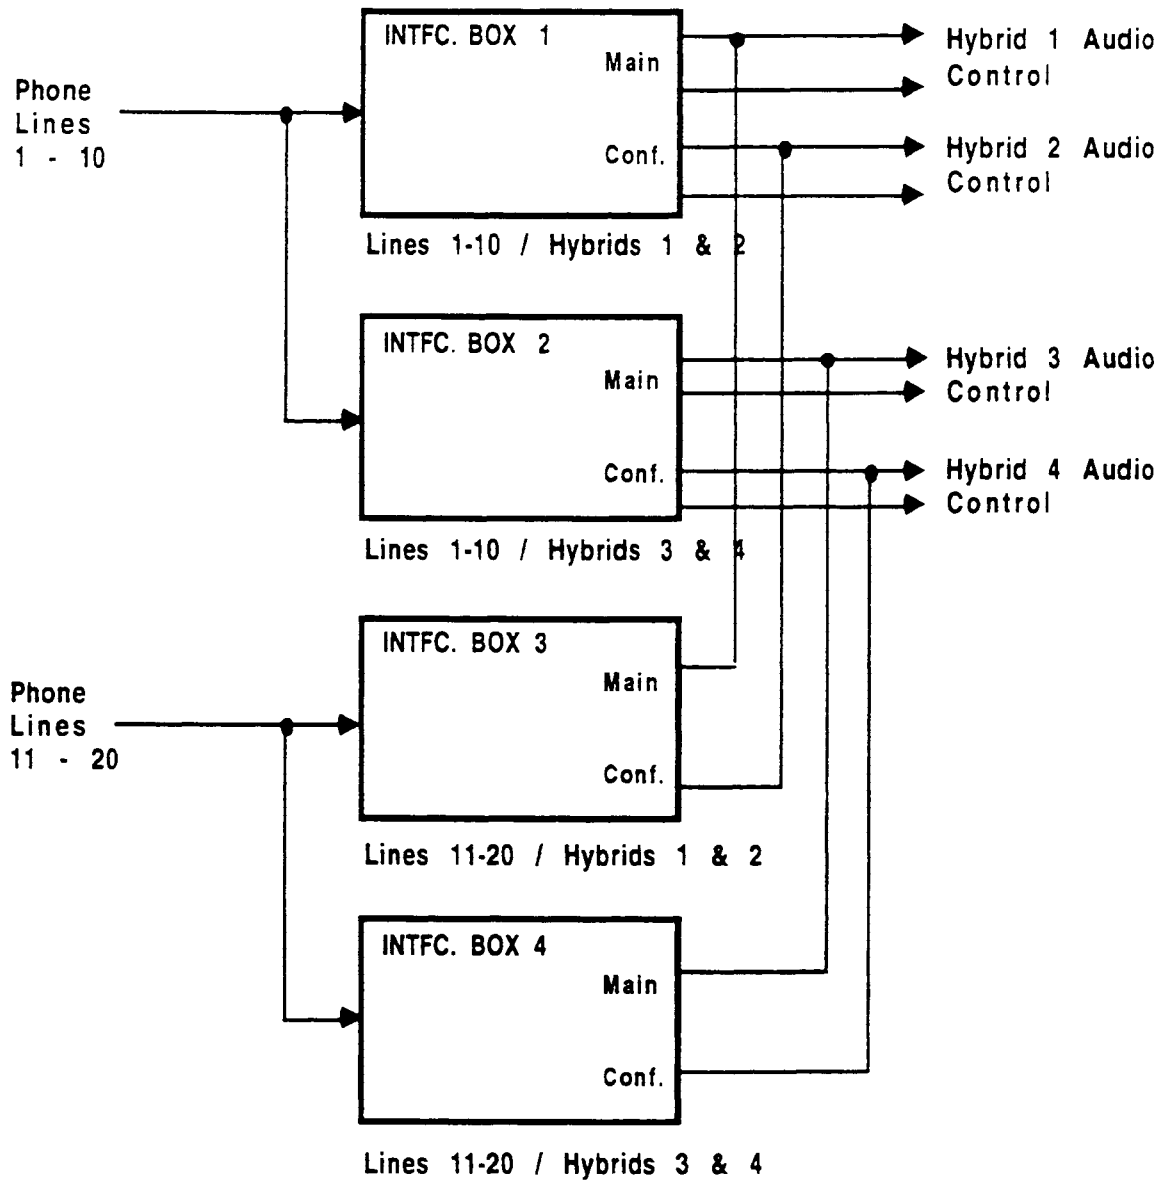 INTFC. BOX 1
Main
Conf.
Hybrid 1 Audio
Control
Hybrid 2 Audio
Control
Phone
Lines
1 - 10
Lines 1-10 / Hybrids 1 & 2
INTFC. BOX 2
Main
Conf.
Hybrid 3 Audio
Control
Hybrid 4 Audio
Control
Lines 1-10 / Hybrids 3 & 4
INTFC. BOX 3
Main
Conf.
Phone
Lines
11 - 20
Lines 11-20 / Hybrids 1 & 2
INTFC. BOX 4
Main
Conf.
Lines 11-20 / Hybrids 3 & 4